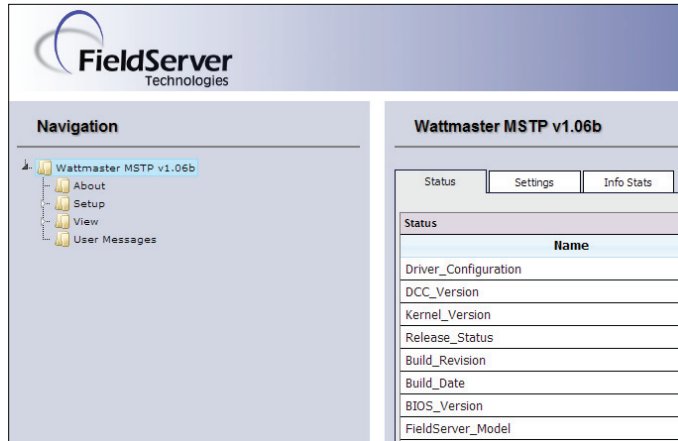 FieldServer
Technologies
Navigation
Wattmaster MSTP v1.06b
About
Setup
View
User Messages
Wattmaster MSTP v1.06b
Status
Settings
Info Stats
Status
Name
Driver_Configuration
DCC_Version
Kernel_Version
Release_Status
Build_Revision
Build_Date
BIOS_Version
FieldServer_Model